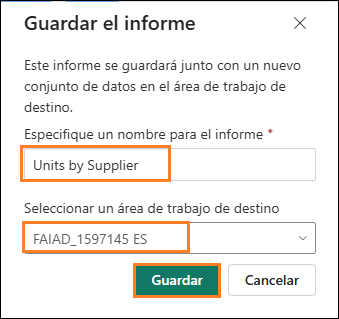 Guardar el informe
Este informe se guardará junto con un nuevo
conjunto de datos en el área de trabajo de
destino.
Especifique un nombre para el informe *
Units by Supplier
Seleccionar un área de trabajo de destino
FAIAD_1597145 ES
Guardar Cancelar